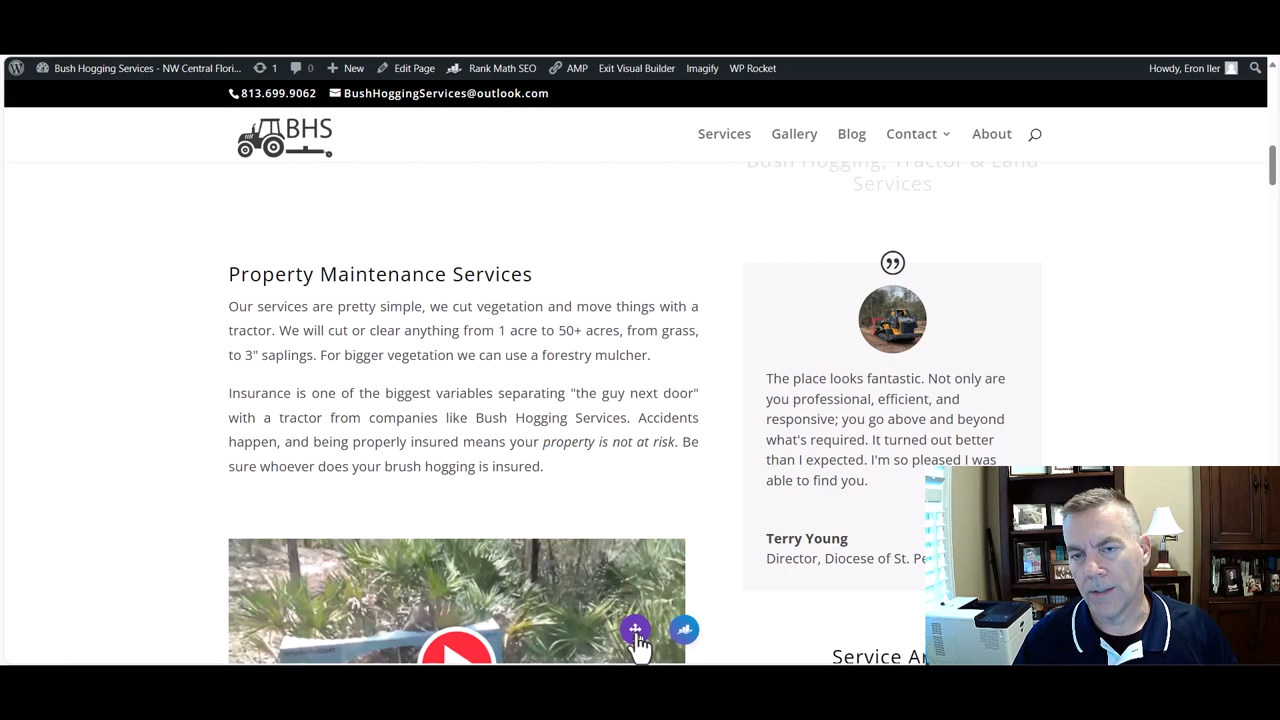 Bush Hogging Services - NW Central Flori... 1 0 New Edit Page Rank Math SEO AMP Exit Visual Builder Imagify WP Rocket Howdy, Eron Iler
813.699.9062 BushHoggingServices@outlook.com
BHS
Services Gallery Blog Contact About
Bush Hogging, Tractor & Land
Services
Property Maintenance Services
Our services are pretty simple, we cut vegetation and move things with a
tractor. We will cut or clear anything from 1 acre to 50+ acres, from grass,
to 3" saplings. For bigger vegetation we can use a forestry mulcher.
Insurance is one of the biggest variables separating "the guy next door"
with a tractor from companies like Bush Hogging Services. Accidents
happen, and being properly insured means your property is not at risk. Be
sure whoever does your brush hogging is insured.
The place looks fantastic. Not only are
you professional, efficient, and
responsive; you go above and beyond
what's required. It turned out better
than I expected. I'm so pleased I was
able to find you.
Terry Young
Director, Diocese of St.
Service